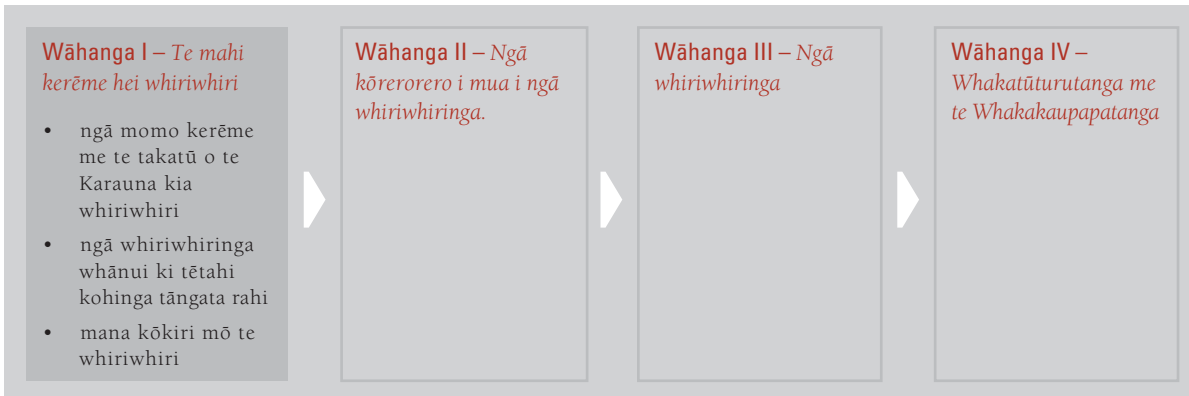 Wāhanga I – Te mahi
kerēme hei whiriwhiri
• ngā momo kerēme
me te takatū o te
Karauna kia
whiriwhiri
• ngā whiriwhiringa
whānui ki tētahi
kohinga tāngata rahi
• mana kōkiri mō te
whiriwhiri
Wāhanga II – Ngā
kōrerorero i mua i ngā
whiriwhiringa.
Wāhanga III – Ngā
whiriwhiringa
Wāhanga IV –
Whakatūturutanga me
te Whakakaupapatanga